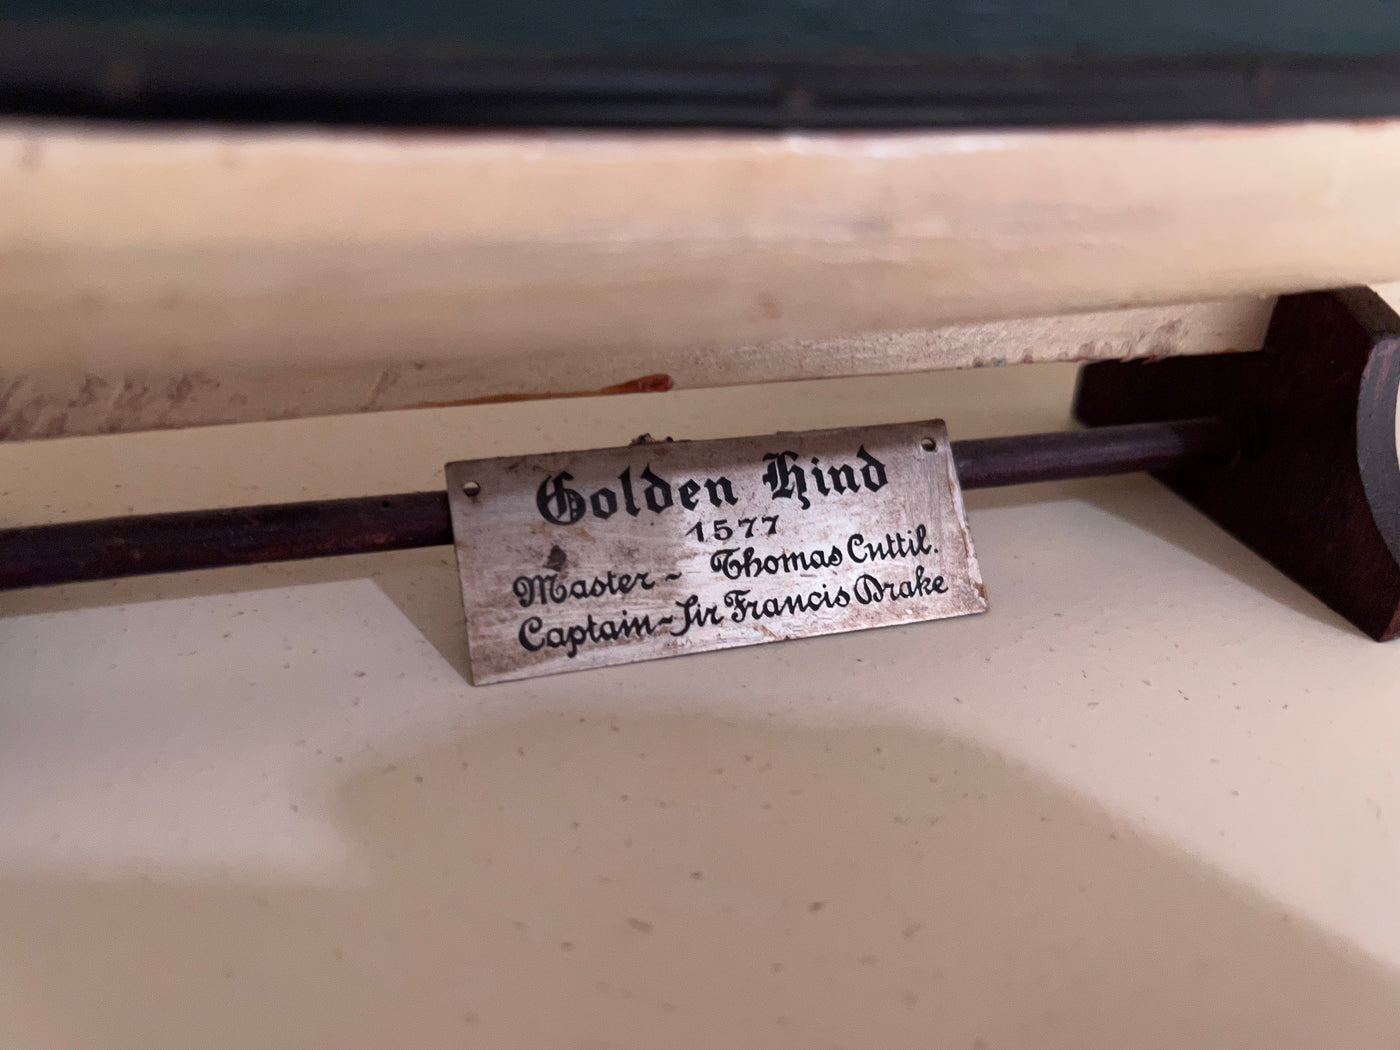 Golden Hind
1577
Master ~ Thomas Cuttil.
Captain ~ Sir Francis Drake